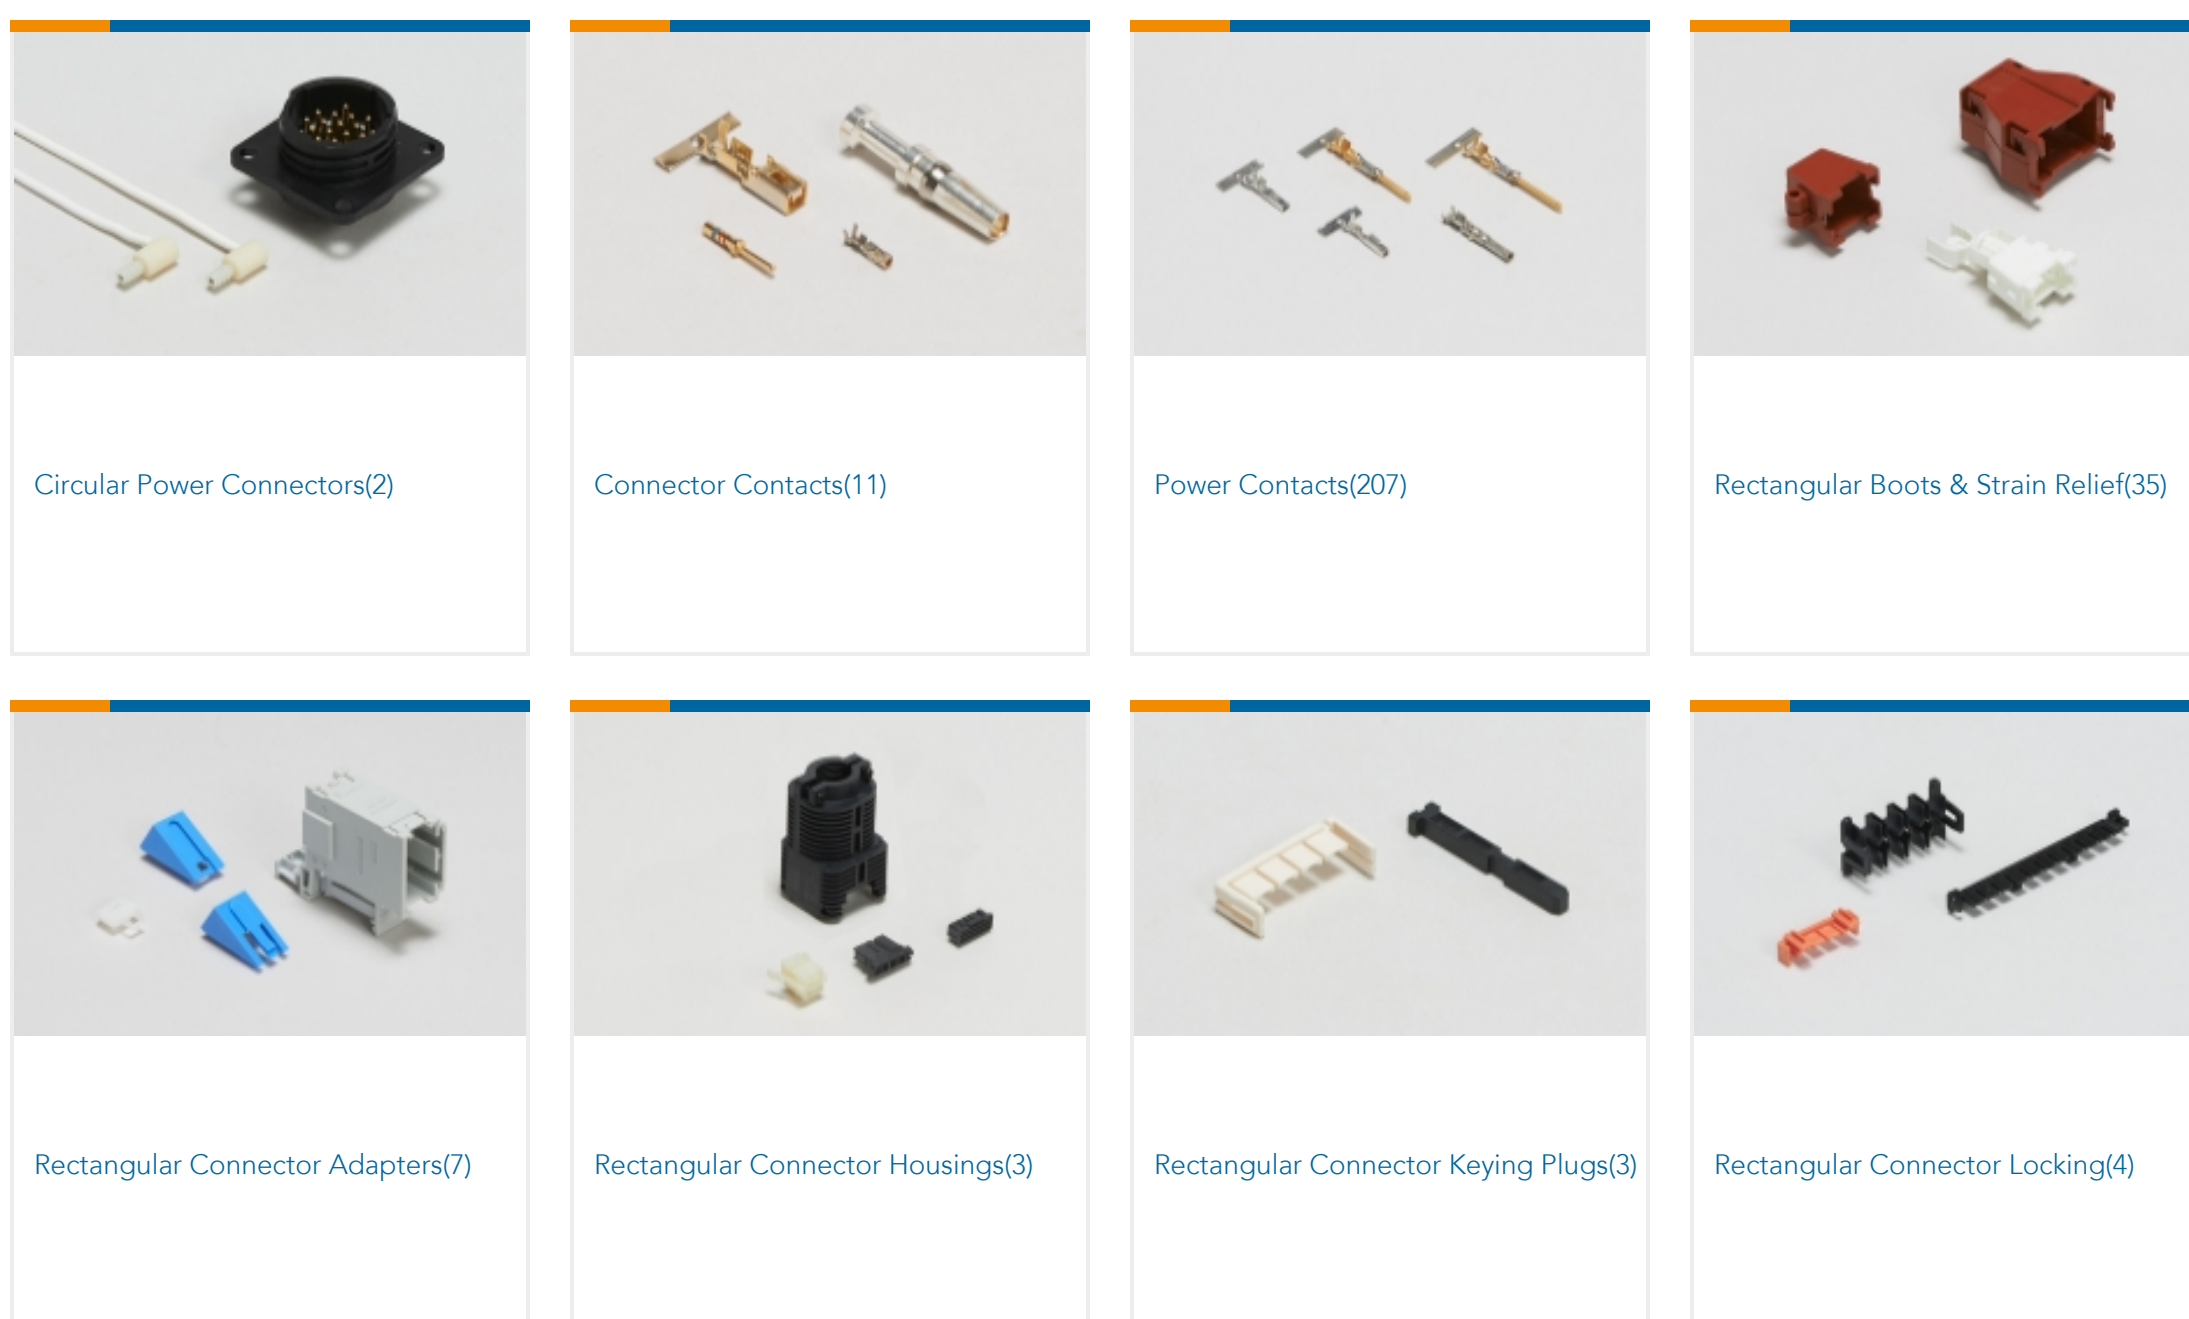 Circular Power Connectors(2)
Connector Contacts(11)
Power Contacts(207)
Rectangular Boots & Strain Relief(35)
Rectangular Connector Adapters(7)
Rectangular Connector Housings(3)
Rectangular Connector Keying Plugs(3)
Rectangular Connector Locking(4)